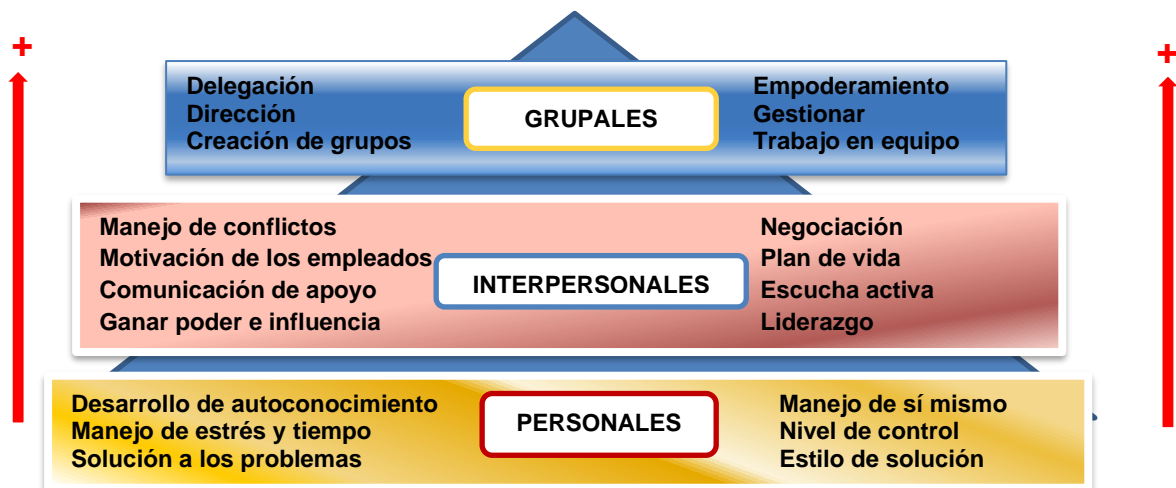 +
+
Delegación
Dirección
Creación de grupos
GRUPALES
Empoderamiento
Gestionar
Trabajo en equipo
Manejo de conflictos
Motivación de los empleados
Comunicación de apoyo
Ganar poder e influencia
INTERPERSONALES
Negociación
Plan de vida
Escucha activa
Liderazgo
Desarrollo de autoconocimiento
Manejo de estrés y tiempo
Solución a los problemas
PERSONALES
Manejo de sí mismo
Nivel de control
Estilo de solución